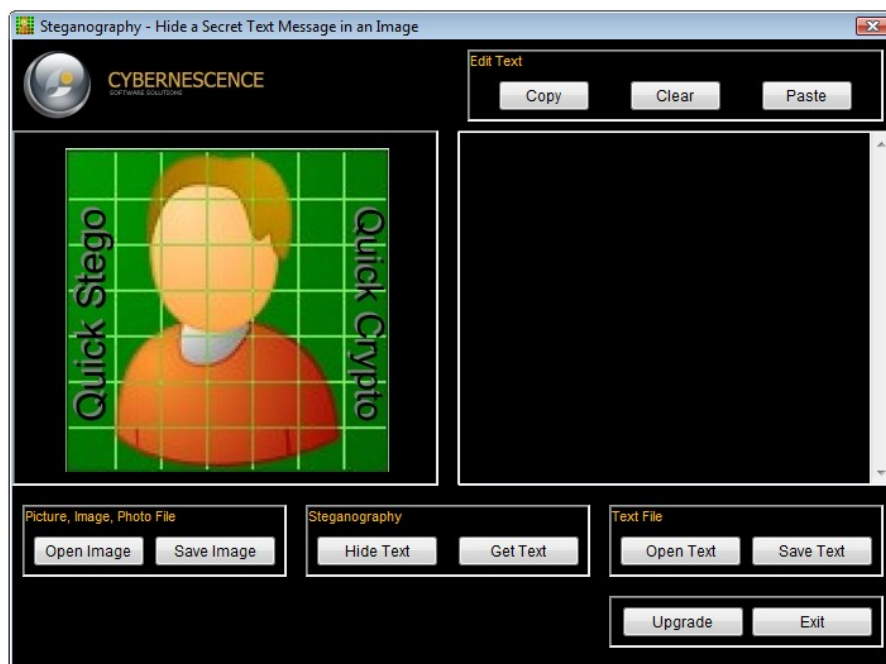 Steganography - Hide a Secret Text Message in an Image
CYBERNESCENCE
SOFTWARE SOLUTIONS
Edit Text
Copy Clear Paste
Quick Stego
Quick Crypto
Picture, Image, Photo File
Open Image Save Image
Steganography
Hide Text Get Text
Text File
Open Text Save Text
Upgrade Exit